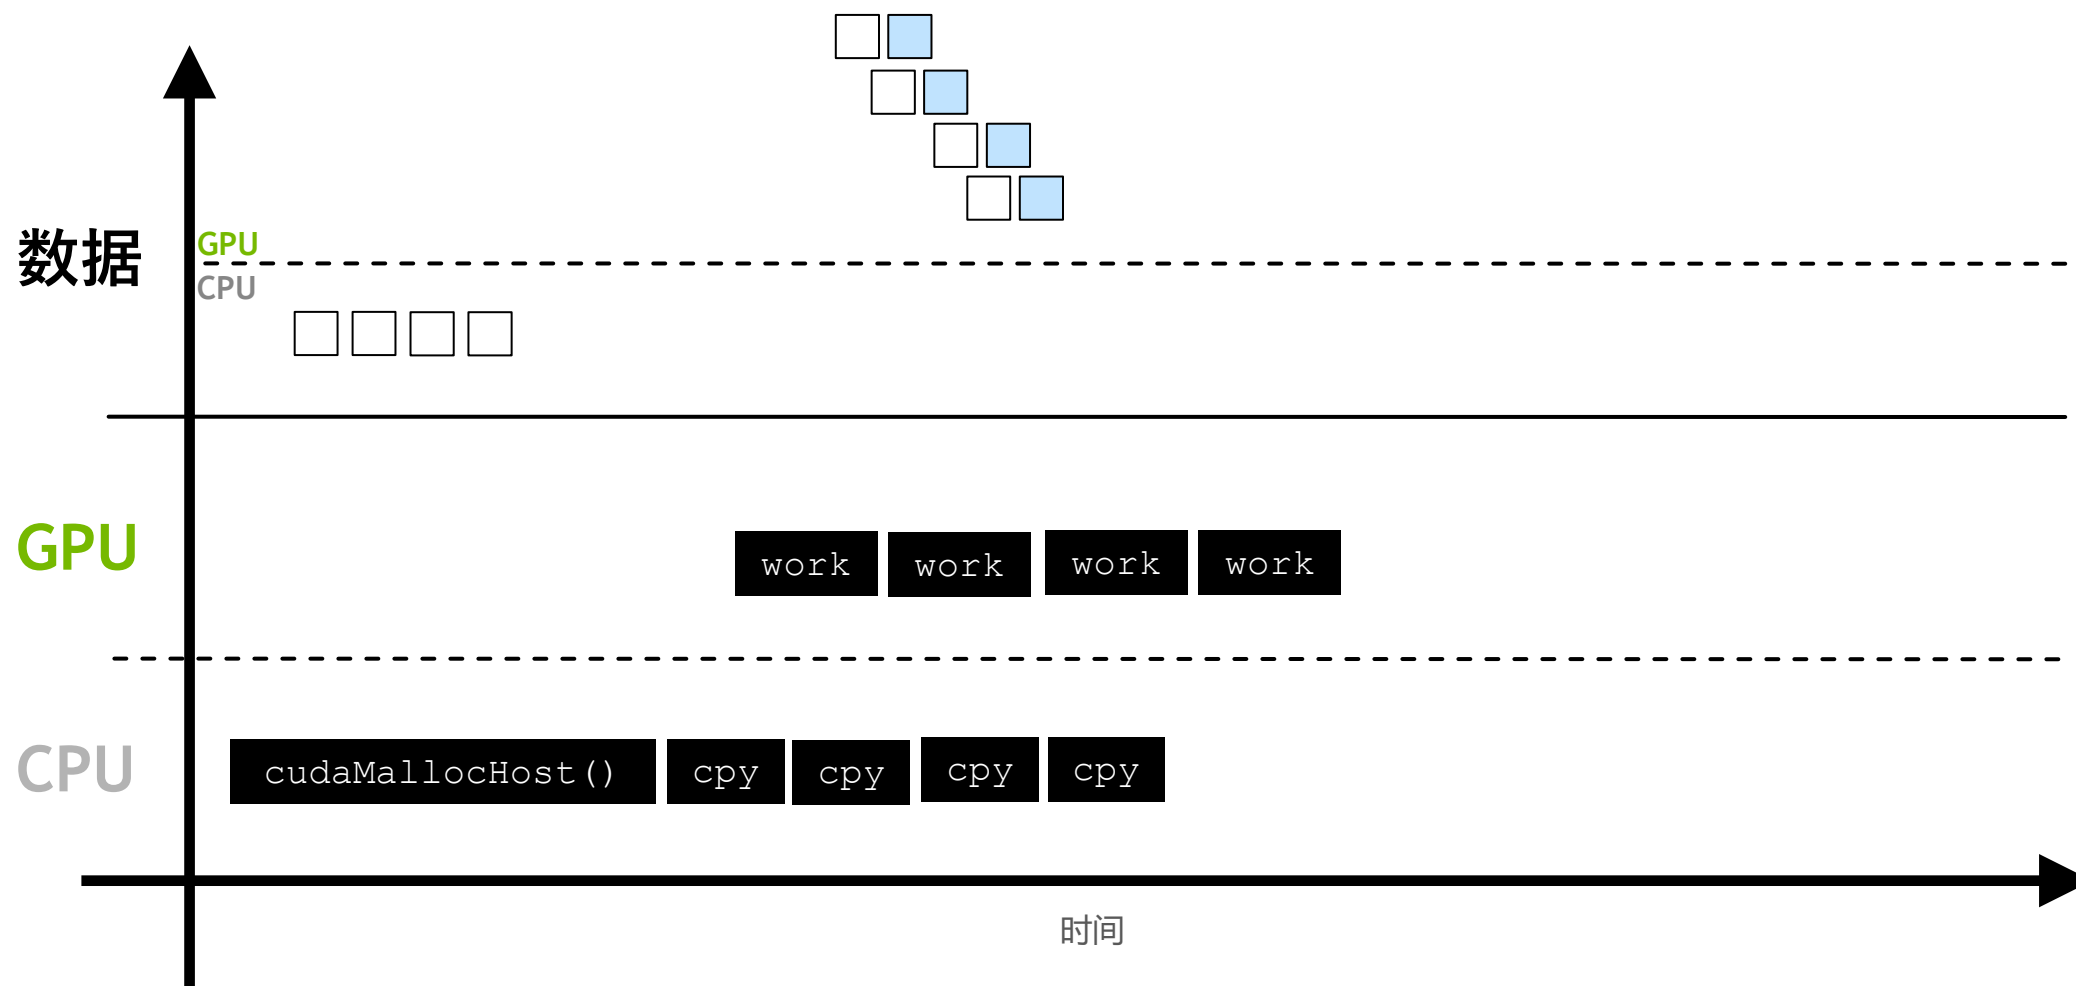 数据
GPU
CPU
GPU
work work work work
CPU
cudaMallocHost() cpy cpy cpy cpy
时间